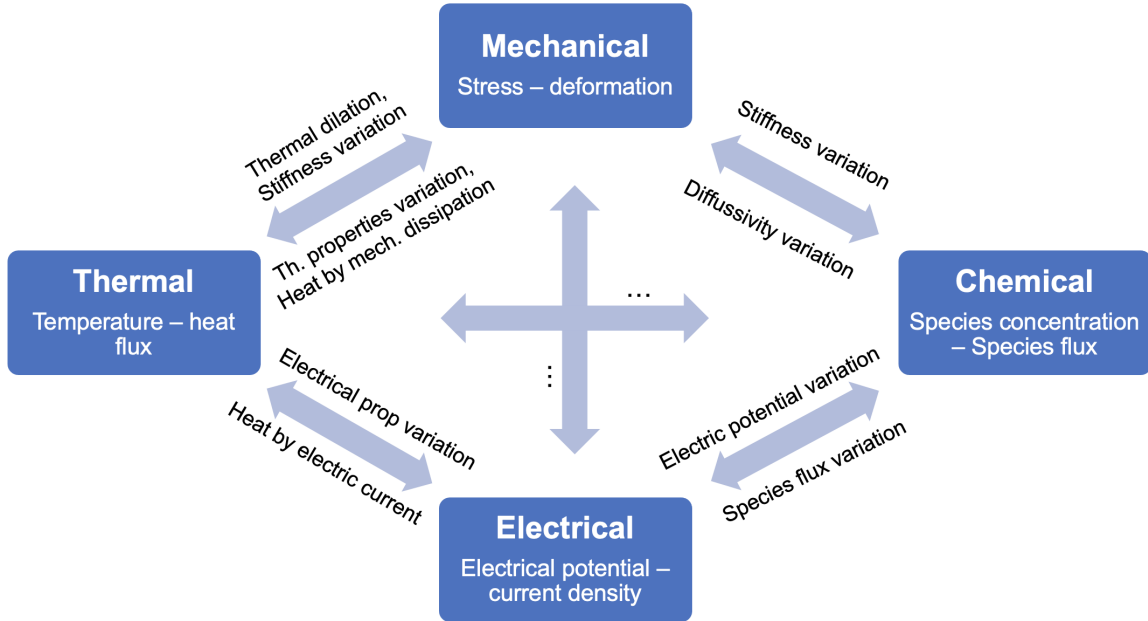 Mechanical
Stress – deformation
Thermal dilation,
Stiffness variation
Th. properties variation,
Heat by mech. dissipation
Stiffness variation
Diffussivity variation
Thermal
Temperature – heat
flux
...
...
Chemical
Species concentration
– Species flux
Electrical prop variation
Heat by electric current
Electric potential variation
Species flux variation
Electrical
Electrical potential –
current density